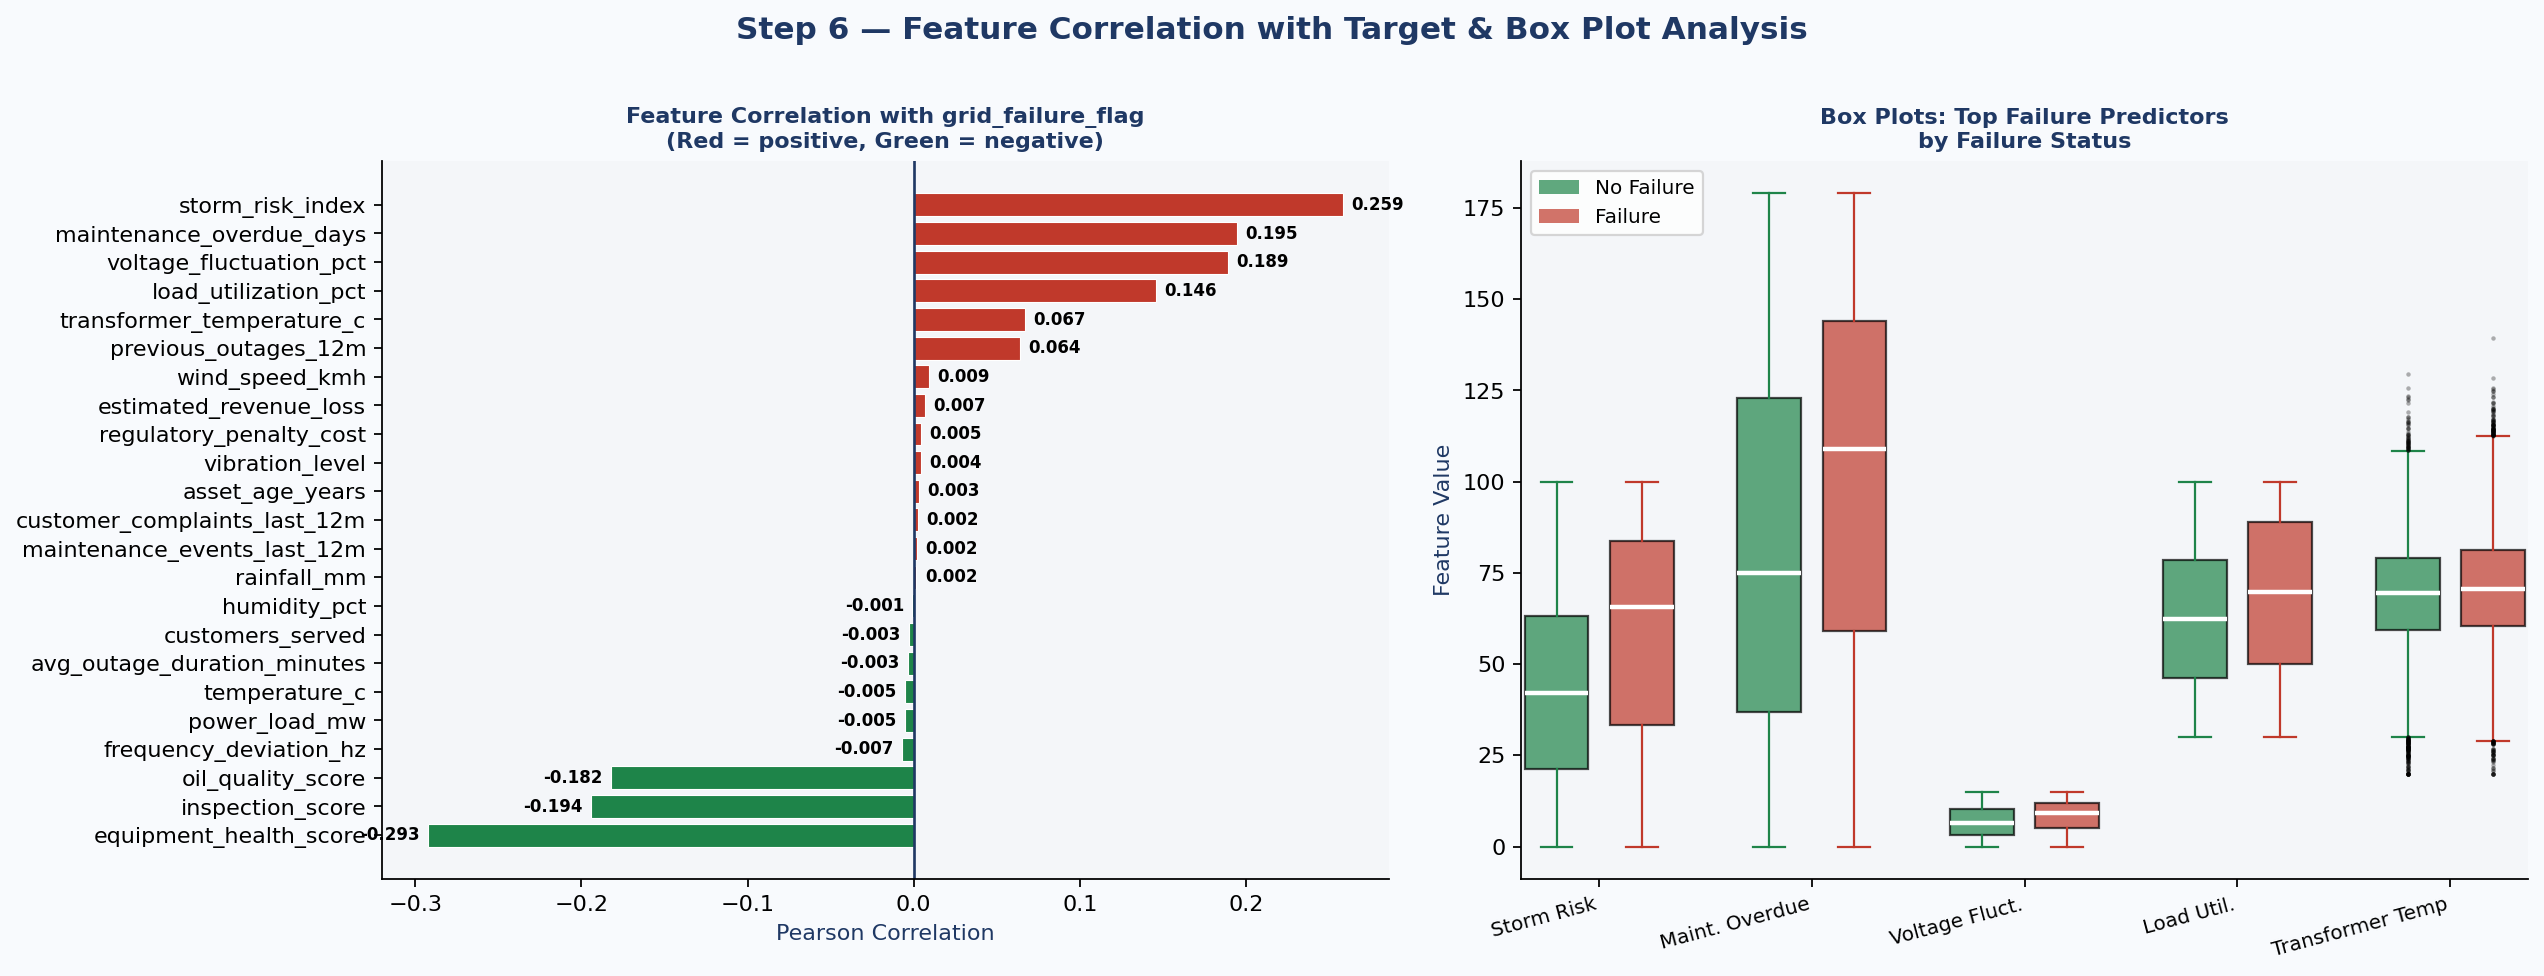 Step 6 — Feature Correlation with Target & Box Plot Analysis
Feature Correlation with grid_failure_flag
(Red = positive, Green = negative)
storm_risk_index
0.259
maintenance_overdue_days
0.195
voltage_fluctuation_pct
0.189
load_utilization_pct
0.146
transformer_temperature_c
0.067
previous_outages_12m
0.064
wind_speed_kmh
0.009
estimated_revenue_loss
0.007
regulatory_penalty_cost
0.005
vibration_level
0.004
asset_age_years
0.003
customer_complaints_last_12m
0.002
maintenance_events_last_12m
0.002
rainfall_mm
0.002
humidity_pct
-0.001
customers_served
-0.003
avg_outage_duration_minutes
-0.003
temperature_c
-0.005
power_load_mw
-0.005
frequency_deviation_hz
-0.007
oil_quality_score
-0.182
inspection_score
-0.194
equipment_health_score
-0.293
−0.3 −0.2 −0.1 0.0 0.1 0.2
Pearson Correlation
Box Plots: Top Failure Predictors
by Failure Status
No Failure
Failure
Feature Value
175
150
125
100
75
50
25
0
Storm Risk
Maint. Overdue
Voltage Fluct.
Load Util.
Transformer Temp